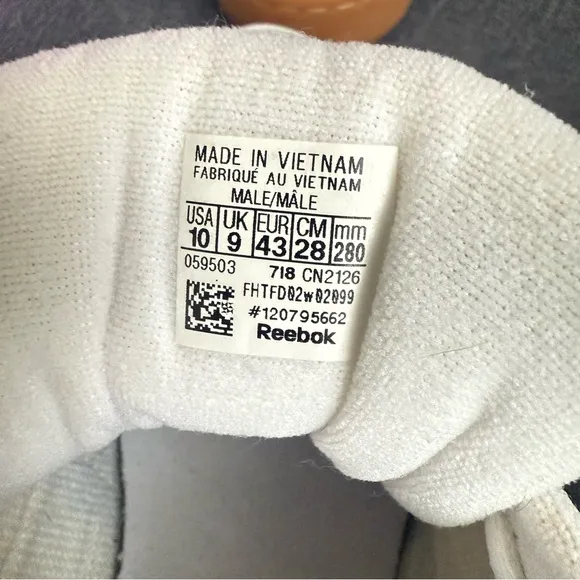 MADE IN VIETNAM
FABRIQUÉ AU VIETNAM
MALE/MÂLE
USA UK EUR CM mm
10 9 43 28 280
059503 718 CN2126
FHTFD02w02099
#120795662
Reebok